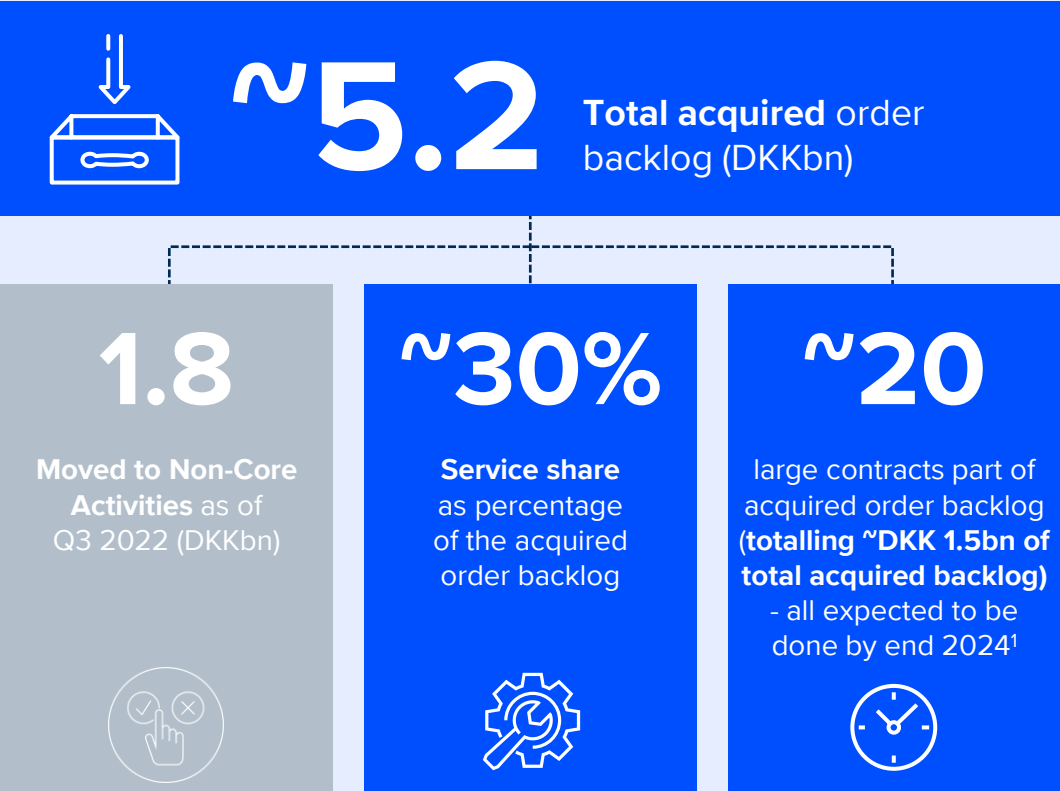 ~5.2
Total acquired order
backlog (DKKbn)
1.8
Moved to Non-Core
Activities as of
Q3 2022 (DKKbn)
~30%
Service share
as percentage
of the acquired
order backlog
~20
large contracts part of
acquired order backlog
(totalling ~DKK 1.5bn of
total acquired backlog)
- all expected to be
done by end 2024¹